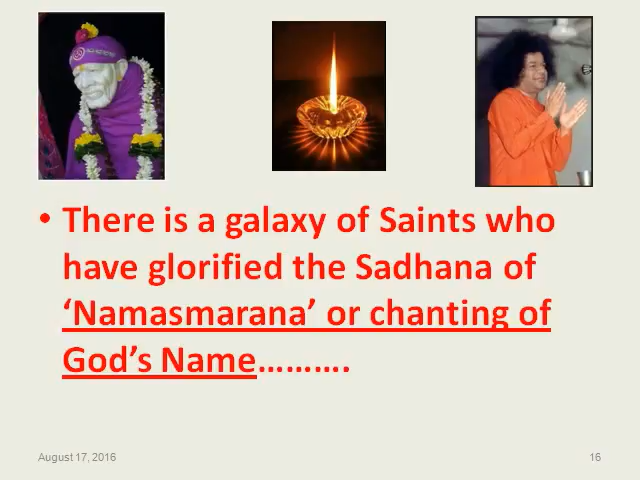 • There is a galaxy of Saints who
have glorified the Sadhana of
‘Namasmarana’ or chanting of
God’s Name……….
August 17, 2016
16